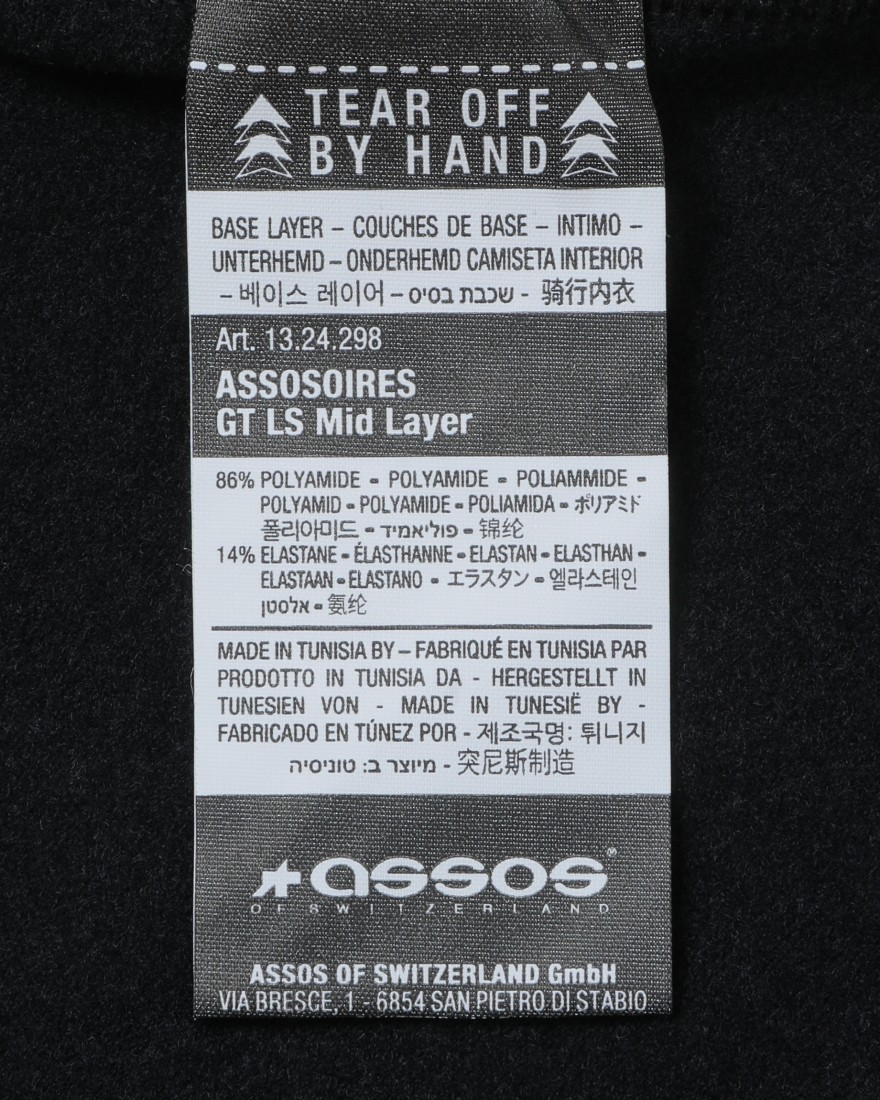 TEAR OFF
BY HAND
BASE LAYER – COUCHES DE BASE – INTIMO –
UNTERHEMD – ONDERHEMD CAMISETA INTERIOR
– 베이스 레이어 – שכבת בסיס - 骑行内衣
Art. 13.24.298
ASSOSOIRES
GT LS Mid Layer
86% POLYAMIDE - POLYAMIDE - POLIAMMIDE -
POLYAMID - POLYAMIDE - POLIAMIDA - ポリアミド
폴리아미드 - פוליאמיד - 锦纶
14% ELASTANE - ÉLASTHANNE - ELASTAN - ELASTHAN -
ELASTAAN - ELASTANO - エラスタン - 엘라스테인
אלסטן - 氨纶
MADE IN TUNISIA BY – FABRIQUÉ EN TUNISIA PAR
PRODOTTO IN TUNISIA DA - HERGESTELLT IN
TUNESIEN VON - MADE IN TUNESIË BY -
FABRICADO EN TÚNEZ POR - 제조국명: 튀니지
מיוצר ב: טוניסיה - 突尼斯制造
assos®
OF SWITZERLAND
ASSOS OF SWITZERLAND GmbH
VIA BRESCE, 1 - 6854 SAN PIETRO DI STABIO